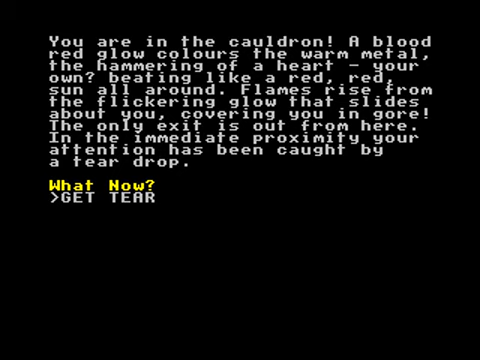 You are in the cauldron! A blood
red glow colours the warm metal,
the hammering of a heart - your
own? beating like a red, red,
sun all around. Flames rise from
the flickering glow that slides
about you, covering you in gore!
The only exit is out from here.
In the immediate proximity your
attention has been caught by
a tear drop.
What Now?
>GET TEAR